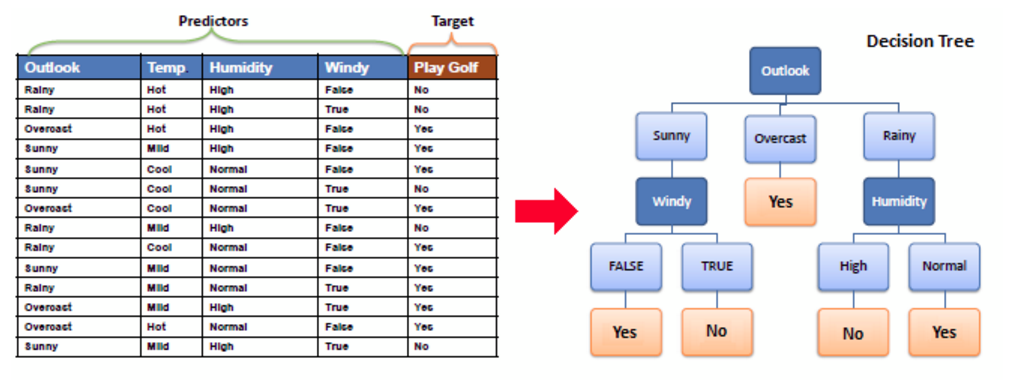 Predictors Target
Outlook Temp. Humidity Windy Play Golf
Rainy Hot High False No
Rainy Hot High True No
Overcast Hot High False Yes
Sunny Mild High False Yes
Sunny Cool Normal False Yes
Sunny Cool Normal True No
Overcast Cool Normal True Yes
Rainy Mild High False No
Rainy Cool Normal False Yes
Sunny Mild Normal False Yes
Rainy Mild Normal True Yes
Overcast Mild High True Yes
Overcast Hot Normal False Yes
Sunny Mild High True No
Decision Tree
Outlook
Sunny Overcast Rainy
Windy Yes Humidity
FALSE TRUE High Normal
Yes No No Yes